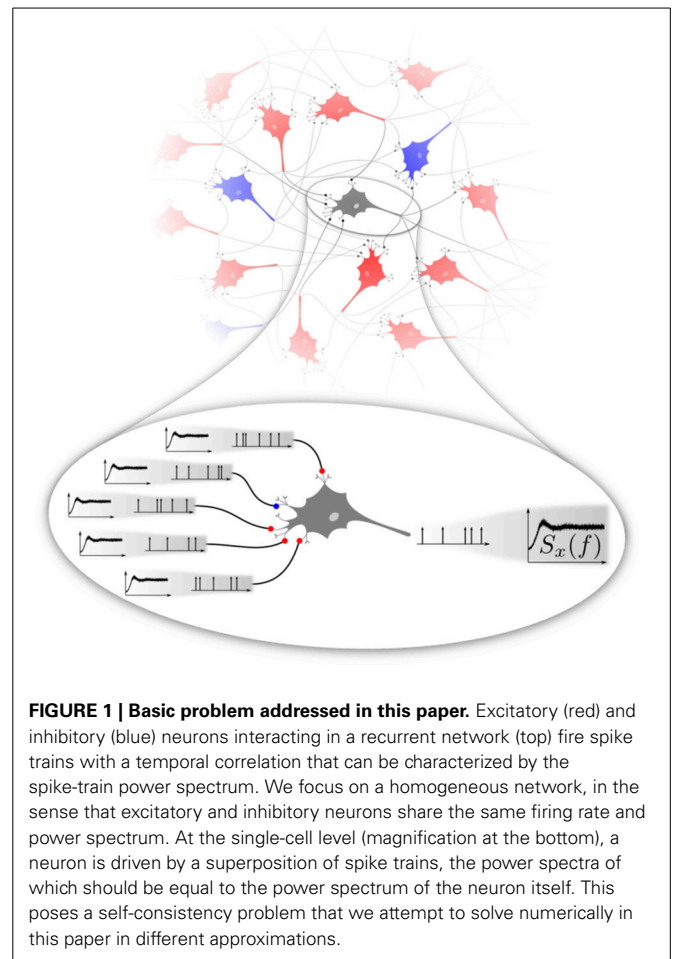 S_x(f)
FIGURE 1 | Basic problem addressed in this paper. Excitatory (red) and
inhibitory (blue) neurons interacting in a recurrent network (top) fire spike
trains with a temporal correlation that can be characterized by the
spike-train power spectrum. We focus on a homogeneous network, in the
sense that excitatory and inhibitory neurons share the same firing rate and
power spectrum. At the single-cell level (magnification at the bottom), a
neuron is driven by a superposition of spike trains, the power spectra of
which should be equal to the power spectrum of the neuron itself. This
poses a self-consistency problem that we attempt to solve numerically in
this paper in different approximations.